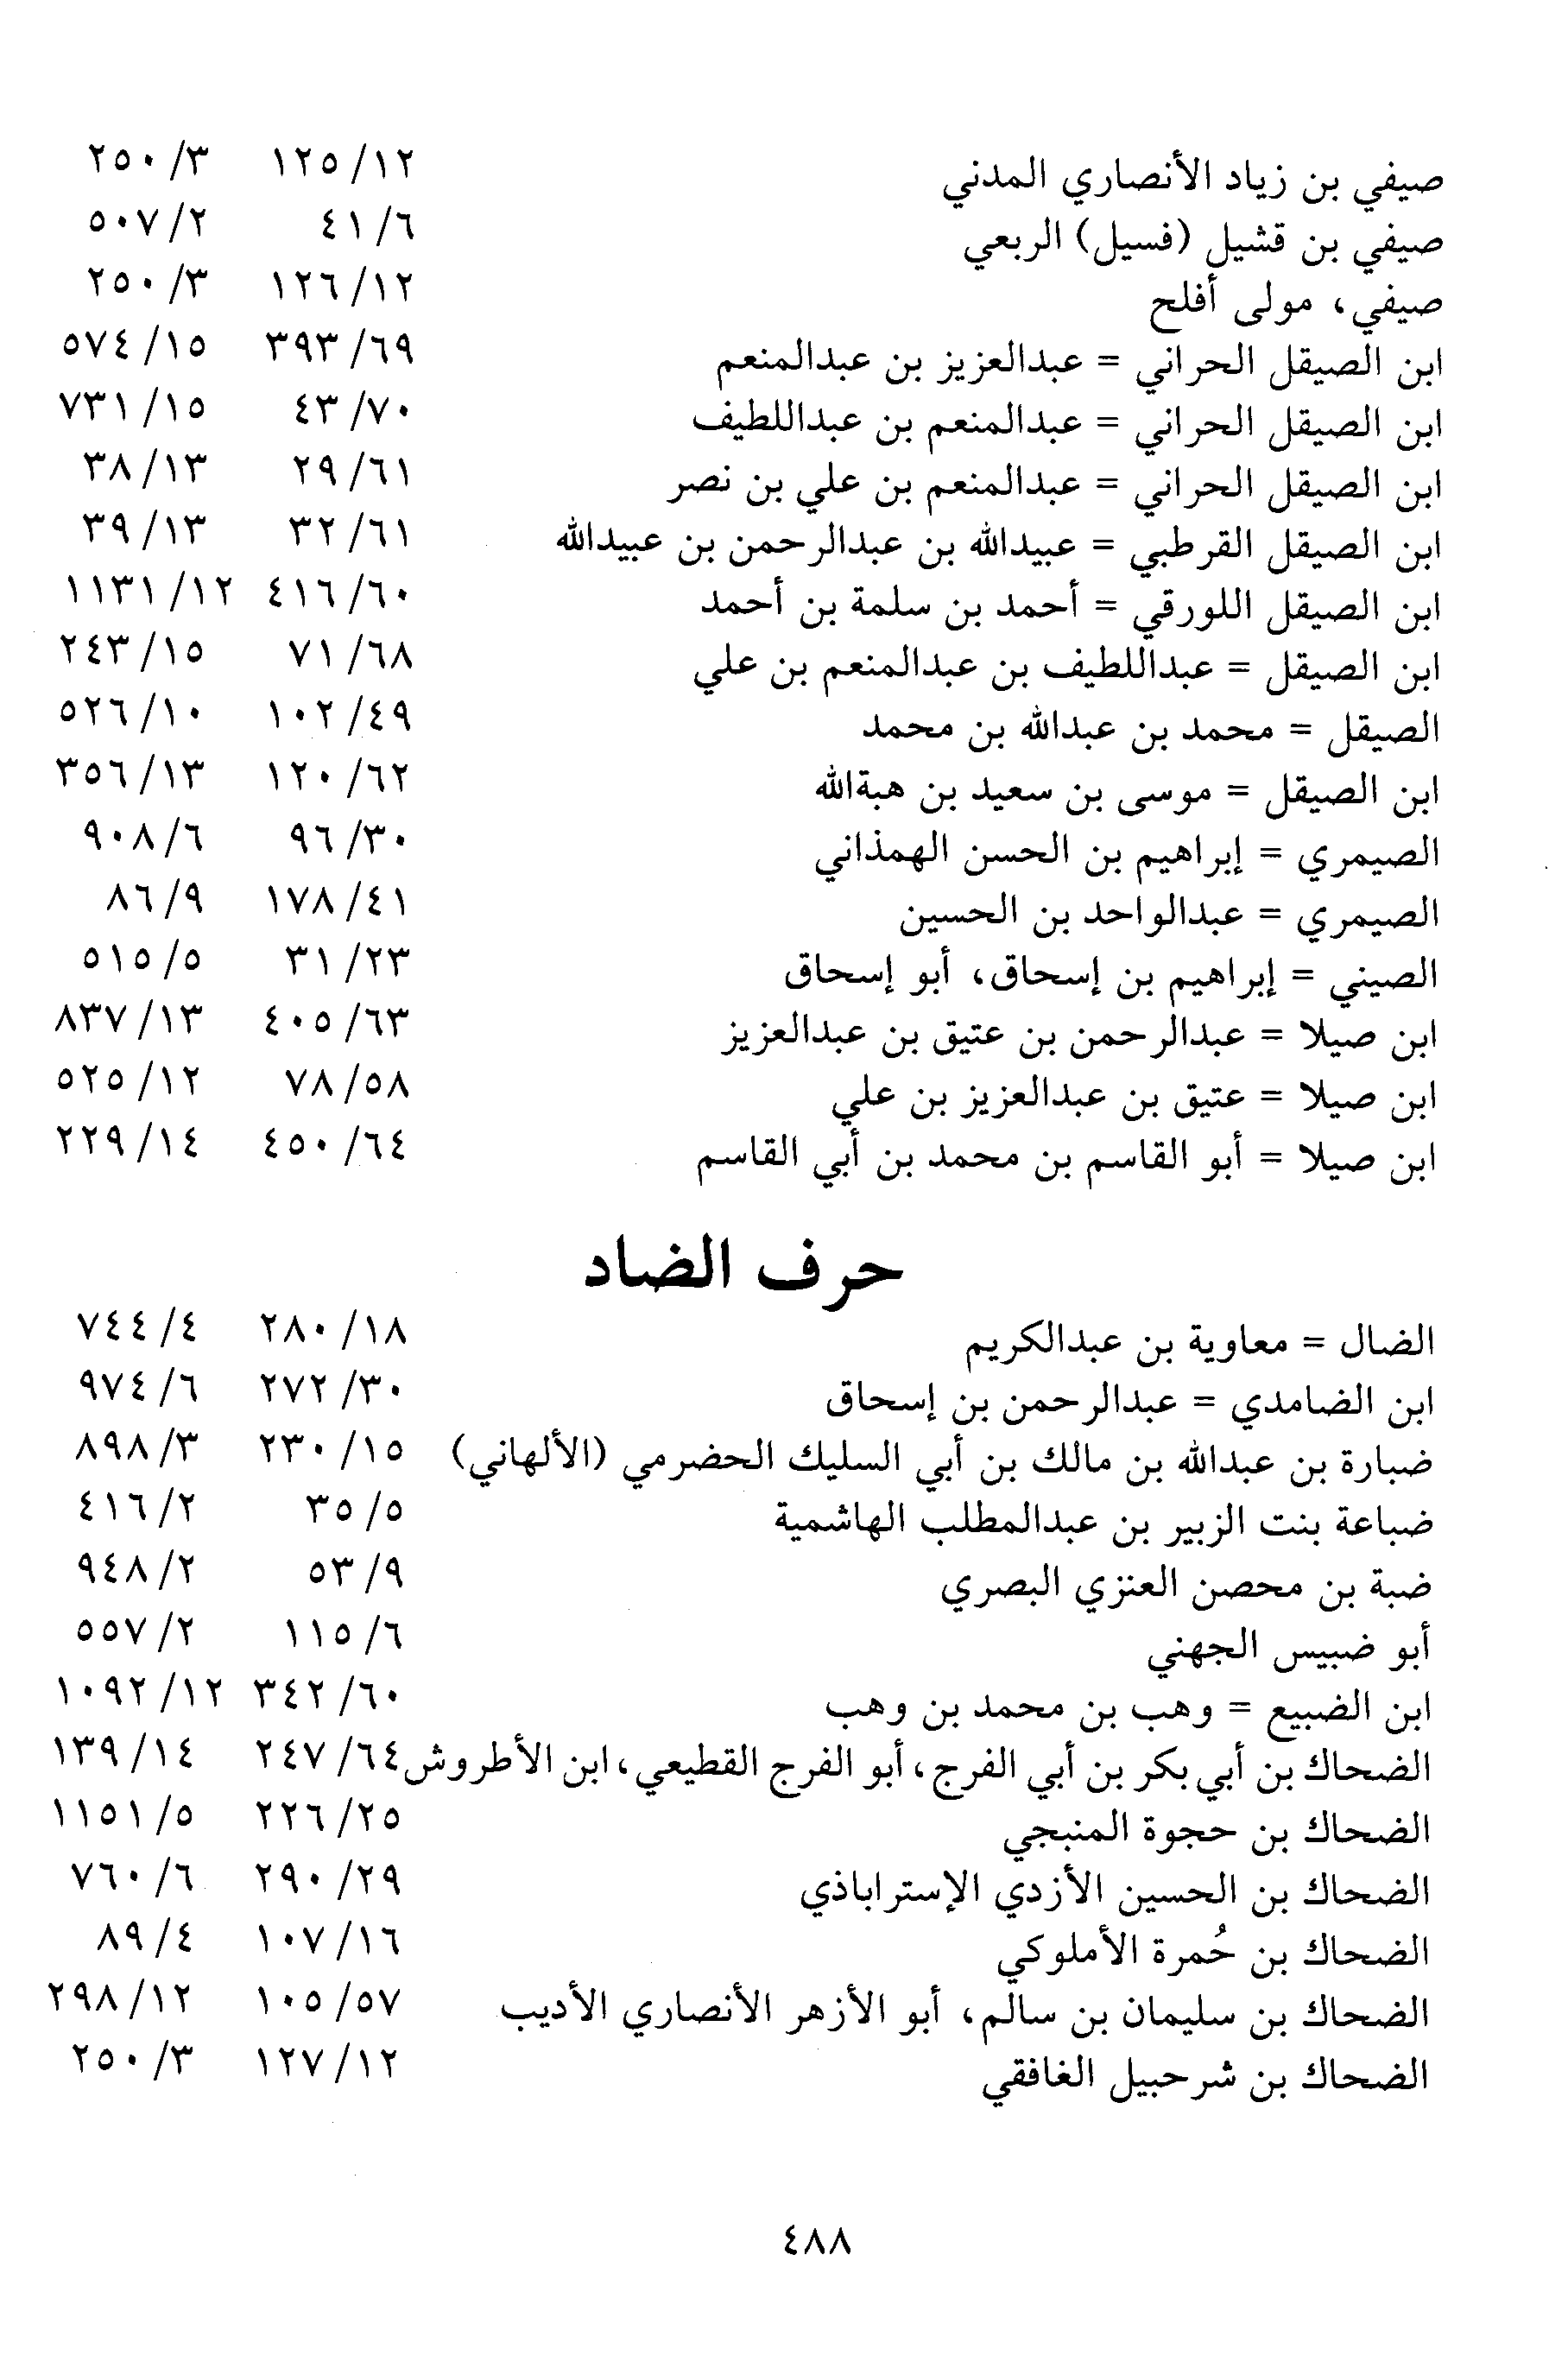 صيفي بن زياد الأنصاري المدني ١٢/ ١٢٥ ٣/ ٢٥٠
صيفي بن قشيل (فسيل) الربعي ٦/ ٤١ ٢/ ٥٠٧
صيفي، مولى أفلح ١٢/ ١٢٦ ٣/ ٢٥٠
ابن الصيقل الحراني = عبدالعزيز بن عبدالمنعم ٦٩/ ٣٩٣ ١٥/ ٥٧٤
ابن الصيقل الحراني = عبدالمنعم بن عبداللطيف ٧٠/ ٤٣ ١٥/ ٧٣١
ابن الصيقل الحراني = عبدالمنعم بن علي بن نصر ٦١/ ٢٩ ١٣/ ٣٨
ابن الصيقل القرطبي = عبيدالله بن عبدالرحمن بن عبيدالله ٦١/ ٣٢ ١٣/ ٣٩
ابن الصيقل اللورقي = أحمد بن سلمة بن أحمد ٦٠/ ٤١٦ ١٢/ ١١٣١
ابن الصيقل = عبداللطيف بن عبدالمنعم بن علي ٦٨/ ٧١ ١٥/ ٢٤٣
الصيقل = محمد بن عبدالله بن محمد ٤٩/ ١٠٢ ١٠/ ٥٢٦
ابن الصيقل = موسى بن سعيد بن هبةالله ٦٢/ ١٢٠ ١٣/ ٣٥٦
الصيمري = إبراهيم بن الحسن الهمذاني ٣٠/ ٩٦ ٦/ ٩٠٨
الصيمري = عبدالواحد بن الحسين ٤١/ ١٧٨ ٩/ ٨٦
الصيني = إبراهيم بن إسحاق، أبو إسحاق ٢٣/ ٣١ ٥/ ٥١٥
ابن صيلا = عبدالرحمن بن عتيق بن عبدالعزيز ٦٣/ ٤٠٥ ١٣/ ٨٣٧
ابن صيلا = عتيق بن عبدالعزيز بن علي ٥٨/ ٧٨ ١٢/ ٥٢٥
ابن صيلا = أبو القاسم بن محمد بن أبي القاسم ٦٤/ ٤٥٠ ١٤/ ٢٢٩
حرف الضاد
الضال = معاوية بن عبدالكريم ١٨/ ٢٨٠ ٤/ ٧٤٤
ابن الضامدي = عبدالرحمن بن إسحاق ٣٠/ ٢٧٢ ٦/ ٩٧٤
ضبارة بن عبدالله بن مالك بن أبي السليك الحضرمي (الألهاني) ١٥/ ٢٣٠ ٣/ ٨٩٨
ضباعة بنت الزبير بن عبدالمطلب الهاشمية ٥/ ٣٥ ٢/ ٤١٦
ضبة بن محصن العنزي البصري ٩/ ٥٣ ٢/ ٩٤٨
أبو ضبيس الجهني ٦/ ١١٥ ٢/ ٥٥٧
ابن الضبيع = وهب بن محمد بن وهب ٦٠/ ٣٤٢ ١٢/ ١٠٩٢
الضحاك بن أبي بكر بن أبي الفرج، أبو الفرج القطيعي، ابن الأطروش ٦٤/ ٢٤٧ ١٤/ ١٣٩
الضحاك بن حجوة المنبجي ٢٥/ ٢٢٦ ٥/ ١١٥١
الضحاك بن الحسين الأزدي الإستراباذي ٢٩/ ٢٩٠ ٦/ ٧٦٠
الضحاك بن حُمرة الأملوكي ١٦/ ١٠٧ ٤/ ٨٩
الضحاك بن سليمان بن سالم، أبو الأزهر الأنصاري الأديب ٥٧/ ١٠٥ ١٢/ ٢٩٨
الضحاك بن شرحبيل الغافقي ١٢/ ١٢٧ ٣/ ٢٥٠
٤٨٨